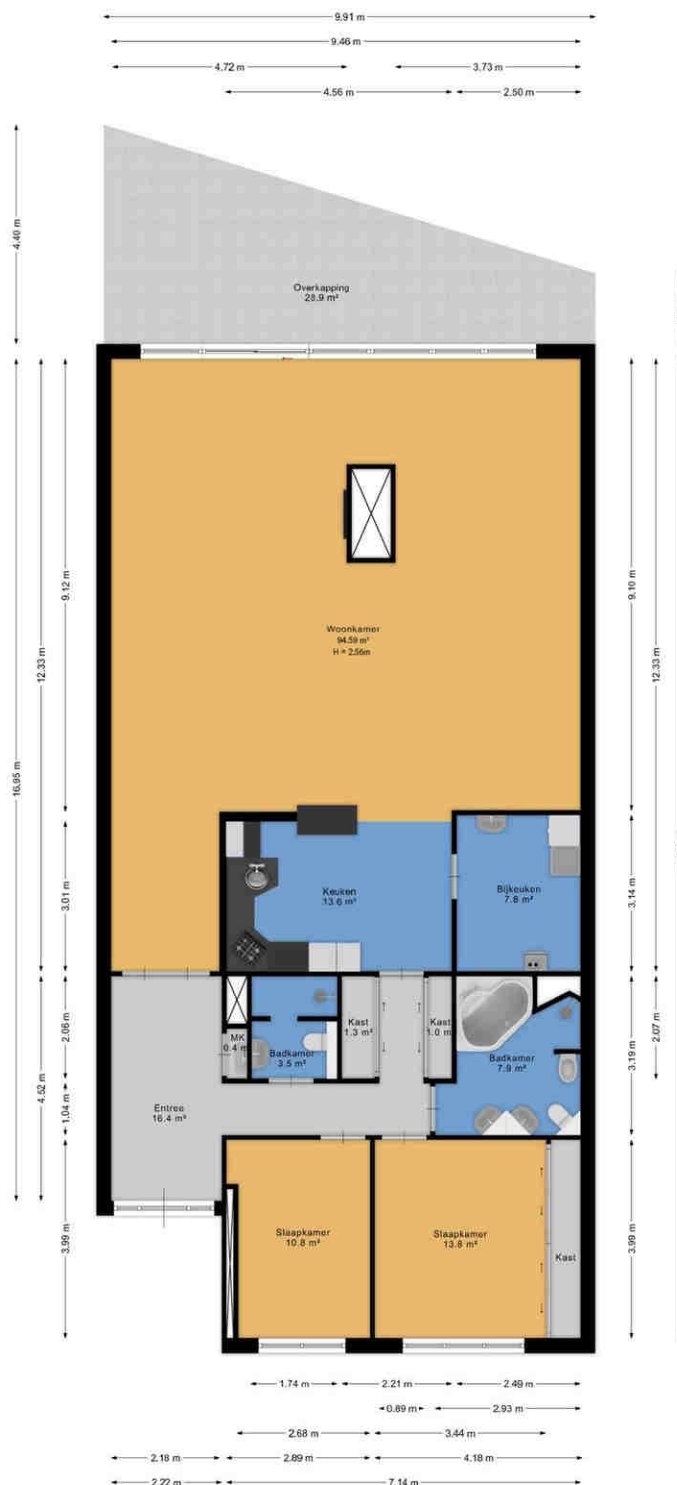 9.91 m
9.46 m
4.72 m
3.73 m
4.56 m
2.50 m
4.40 m
Overkapping
28.9 m²
9.12 m
12.33 m
16.95 m
9.10 m
12.33 m
Woonkamer
94.59 m²
H = 2.56m
3.01 m
3.14 m
Keuken
13.6 m²
Bijkeuken
7.8 m²
2.06 m
4.52 m
1.04 m
MK
0.4 m²
Badkamer
3.5 m²
Kast
1.3 m²
Kast
1.0 m²
Badkamer
7.9 m²
3.19 m
2.07 m
Entree
16.4 m²
3.99 m
Slaapkamer
10.8 m²
Slaapkamer
13.8 m²
Kast
3.99 m
1.74 m
2.21 m
2.49 m
0.89 m
2.93 m
2.68 m
3.44 m
2.18 m
2.89 m
4.18 m
2.22 m
7.14 m